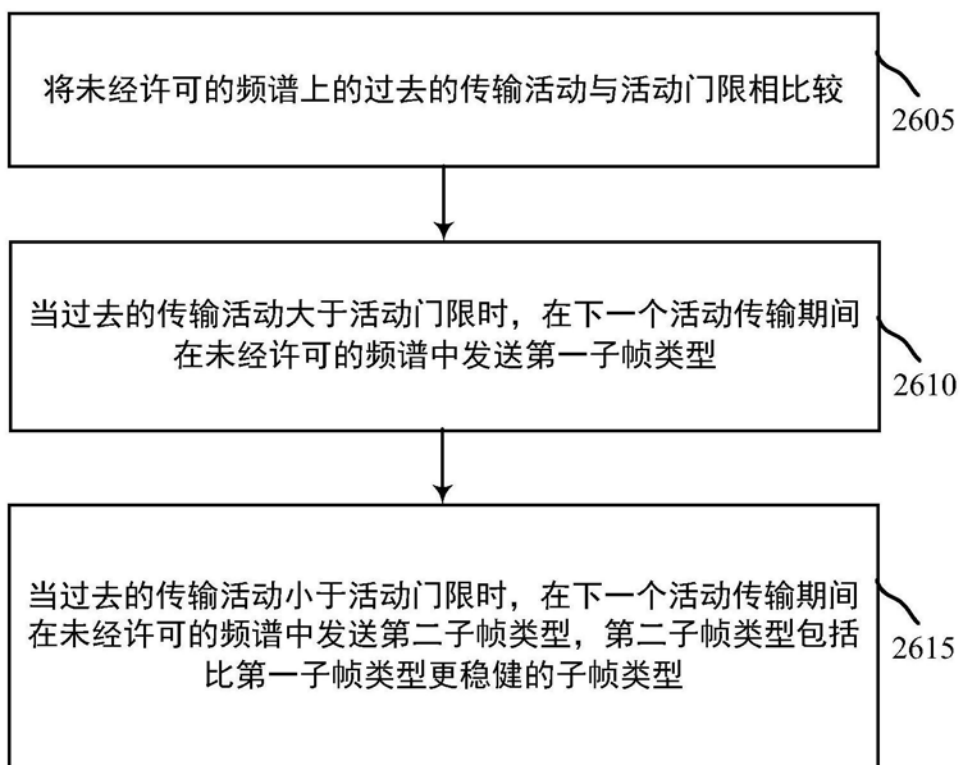 将未经许可的频谱上的过去的传输活动与活动门限相比较
2605
当过去的传输活动大于活动门限时，在下一个活动传输期间
在未经许可的频谱中发送第一子帧类型
2610
当过去的传输活动小于活动门限时，在下一个活动传输期间
在未经许可的频谱中发送第二子帧类型，第二子帧类型包括
比第一子帧类型更稳健的子帧类型
2615